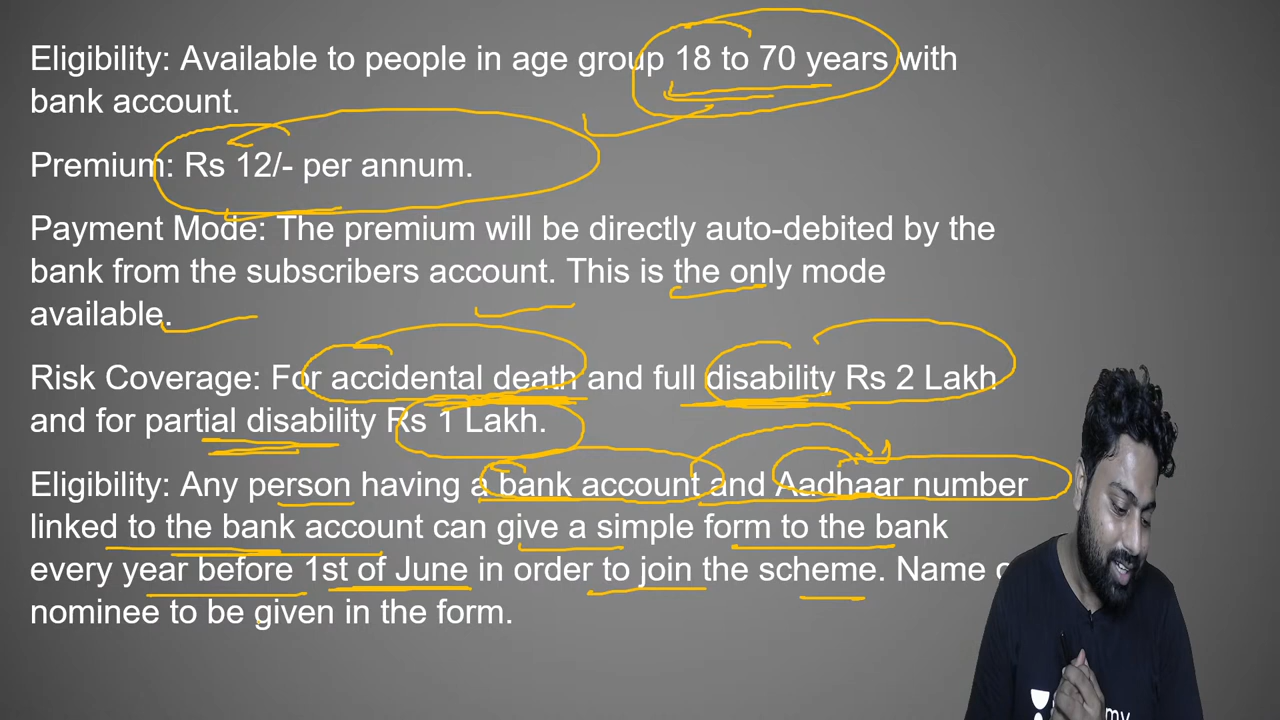 Eligibility: Available to people in age group 18 to 70 years with
bank account.
Premium: Rs 12/- per annum.
Payment Mode: The premium will be directly auto-debited by the
bank from the subscribers account. This is the only mode
available.
Risk Coverage: For accidental death and full disability Rs 2 Lakh
and for partial disability Rs 1 Lakh.
Eligibility: Any person having a bank account and Aadhaar number
linked to the bank account can give a simple form to the bank
every year before 1st of June in order to join the scheme. Name
nominee to be given in the form.